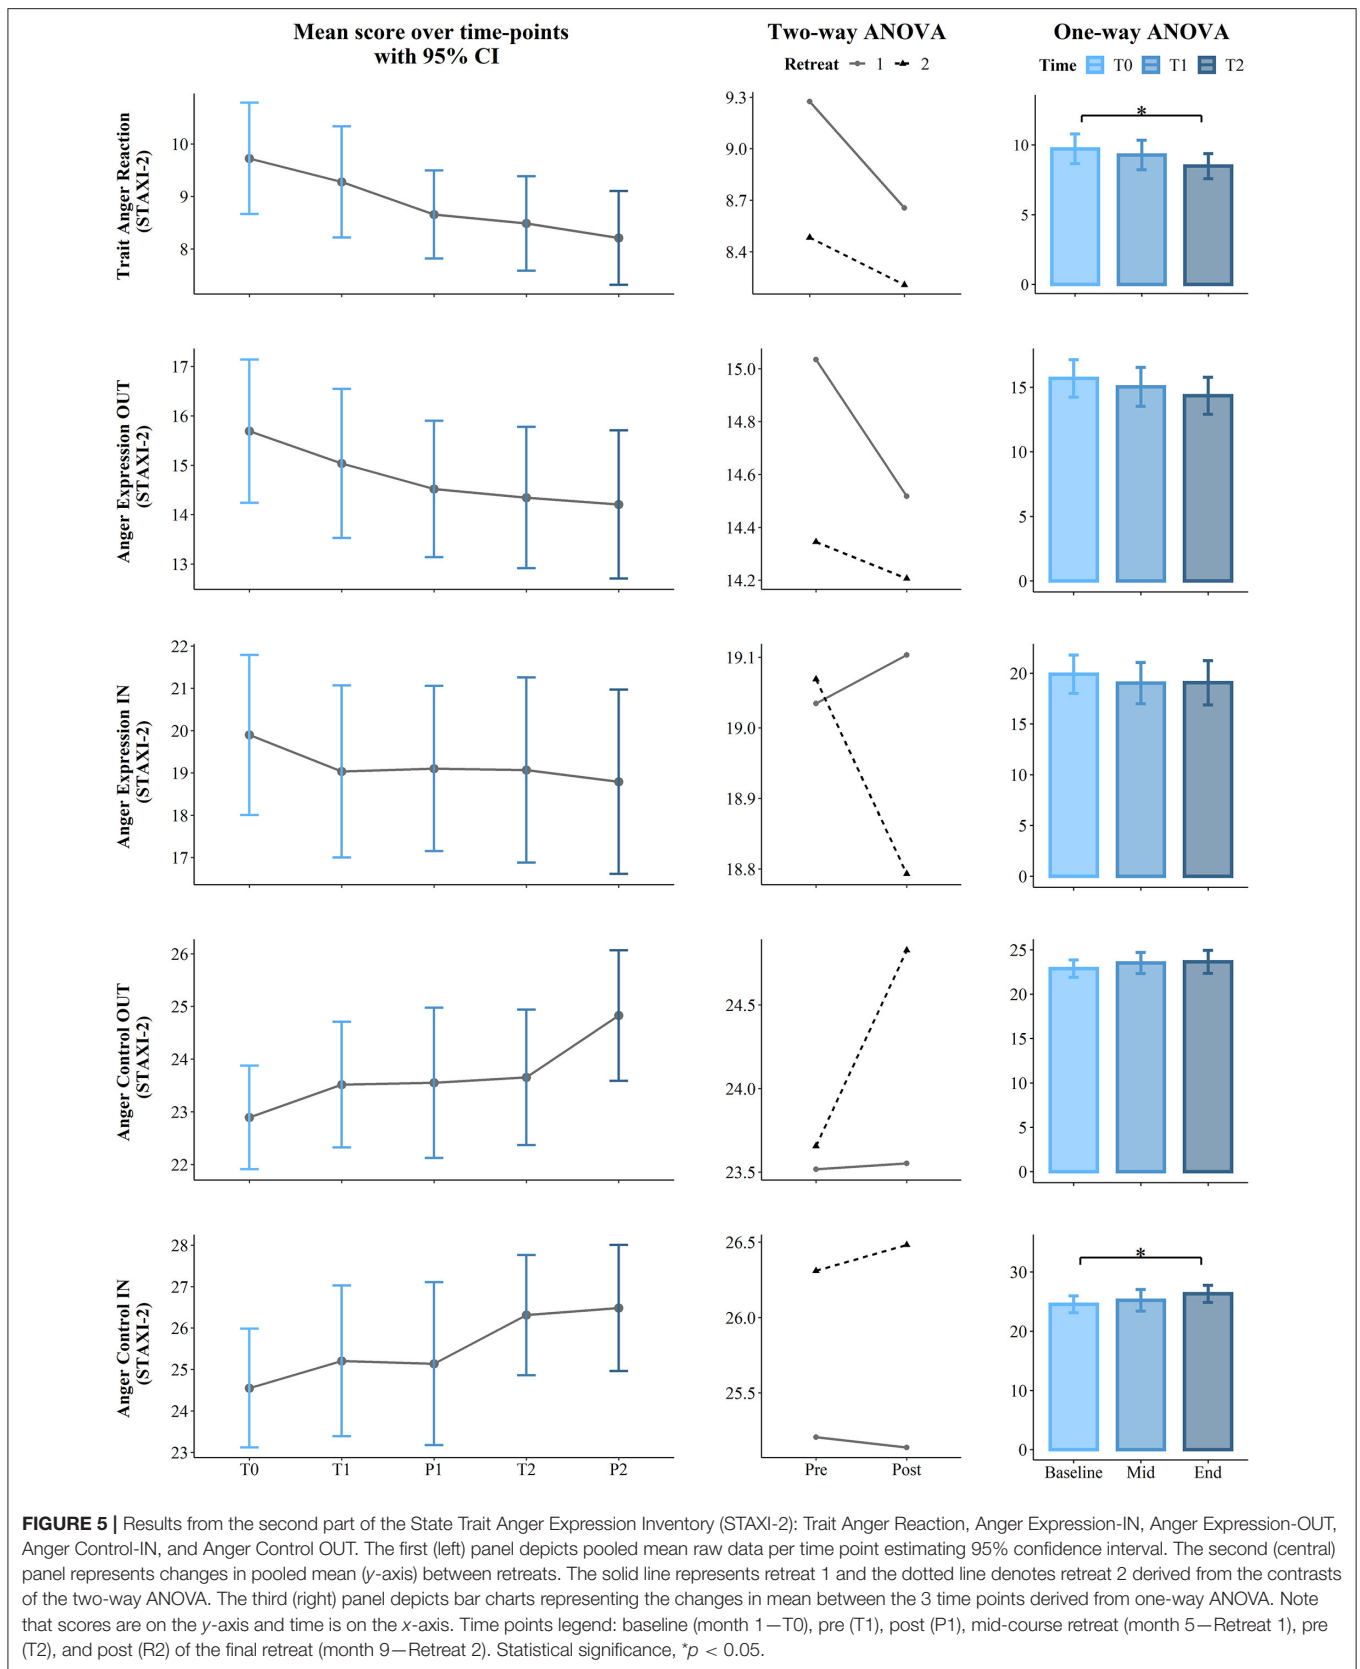 Mean score over time-points
with 95% CI
Two-way ANOVA
Retreat 1 2
One-way ANOVA
Time T0 T1 T2
Trait Anger Reaction
(STAXI-2)
10
9
8
9.3
9.0
8.7
8.4
*
10
5
0
Anger Expression OUT
(STAXI-2)
17
16
15
14
13
15.0
14.8
14.6
14.4
14.2
15
10
5
0
Anger Expression IN
(STAXI-2)
22
21
20
19
18
17
19.1
19.0
18.9
18.8
20
15
10
5
0
Anger Control OUT
(STAXI-2)
26
25
24
23
22
24.5
24.0
23.5
25
20
15
10
5
0
Anger Control IN
(STAXI-2)
28
27
26
25
24
23
T0 T1 P1 T2 P2
26.5
26.0
25.5
Pre Post
*
30
20
10
0
Baseline Mid End
FIGURE 5 | Results from the second part of the State Trait Anger Expression Inventory (STAXI-2): Trait Anger Reaction, Anger Expression-IN, Anger Expression-OUT,
Anger Control-IN, and Anger Control OUT. The first (left) panel depicts pooled mean raw data per time point estimating 95% confidence interval. The second (central)
panel represents changes in pooled mean (y-axis) between retreats. The solid line represents retreat 1 and the dotted line denotes retreat 2 derived from the contrasts
of the two-way ANOVA. The third (right) panel depicts bar charts representing the changes in mean between the 3 time points derived from one-way ANOVA. Note
that scores are on the y-axis and time is on the x-axis. Time points legend: baseline (month 1—T0), pre (T1), post (P1), mid-course retreat (month 5—Retreat 1), pre
(T2), and post (R2) of the final retreat (month 9—Retreat 2). Statistical significance, *p < 0.05.